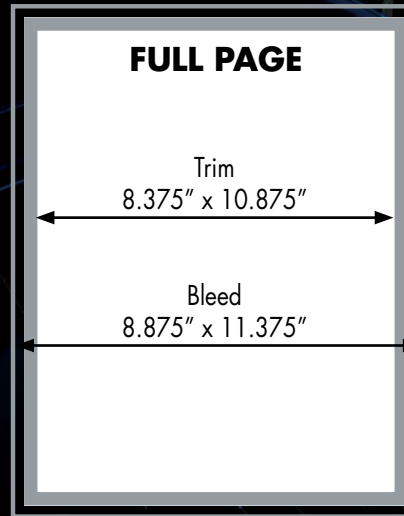 FULL PAGE
Trim
8.375” x 10.875”
Bleed
8.875” x 11.375”